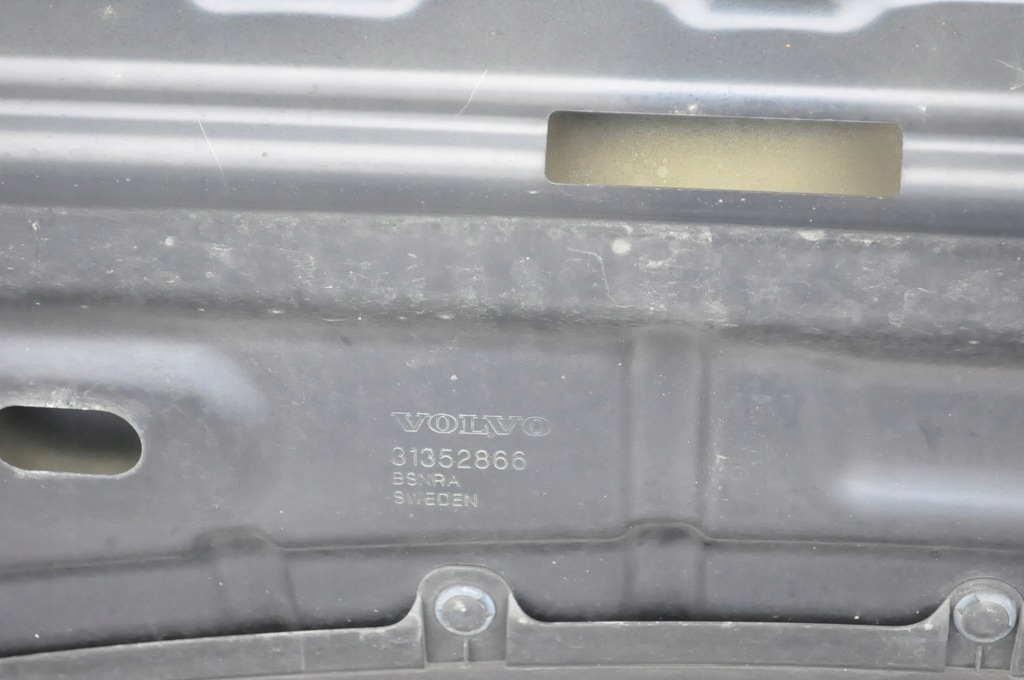 VOLVO
31352866
BSNRA
SWEDEN